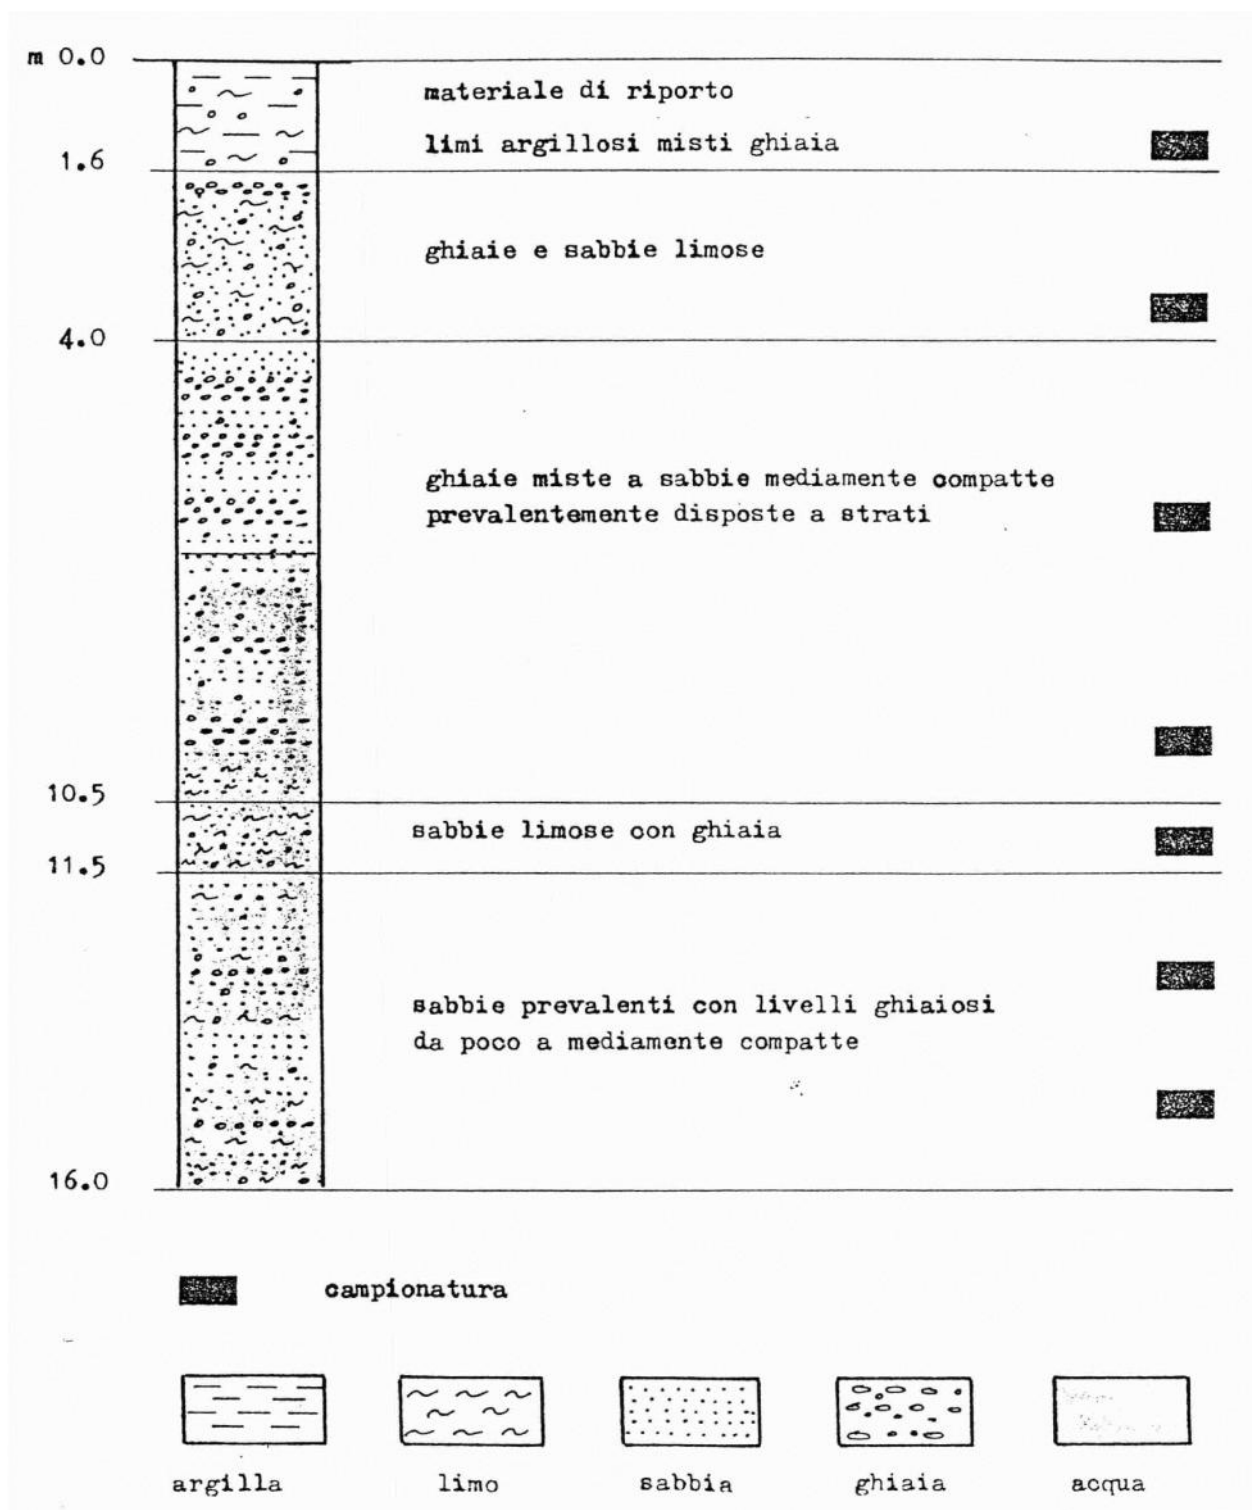 m 0.0
materiale di riporto
limi argillosi misti ghiaia
1.6
ghiaie e sabbie limose
4.0
ghiaie miste a sabbie mediamente compatte
prevalentemente disposte a strati
10.5
sabbie limose con ghiaia
11.5
sabbie prevalenti con livelli ghiaiosi
da poco a mediamente compatte
16.0
campionatura
argilla limo sabbia ghiaia acqua